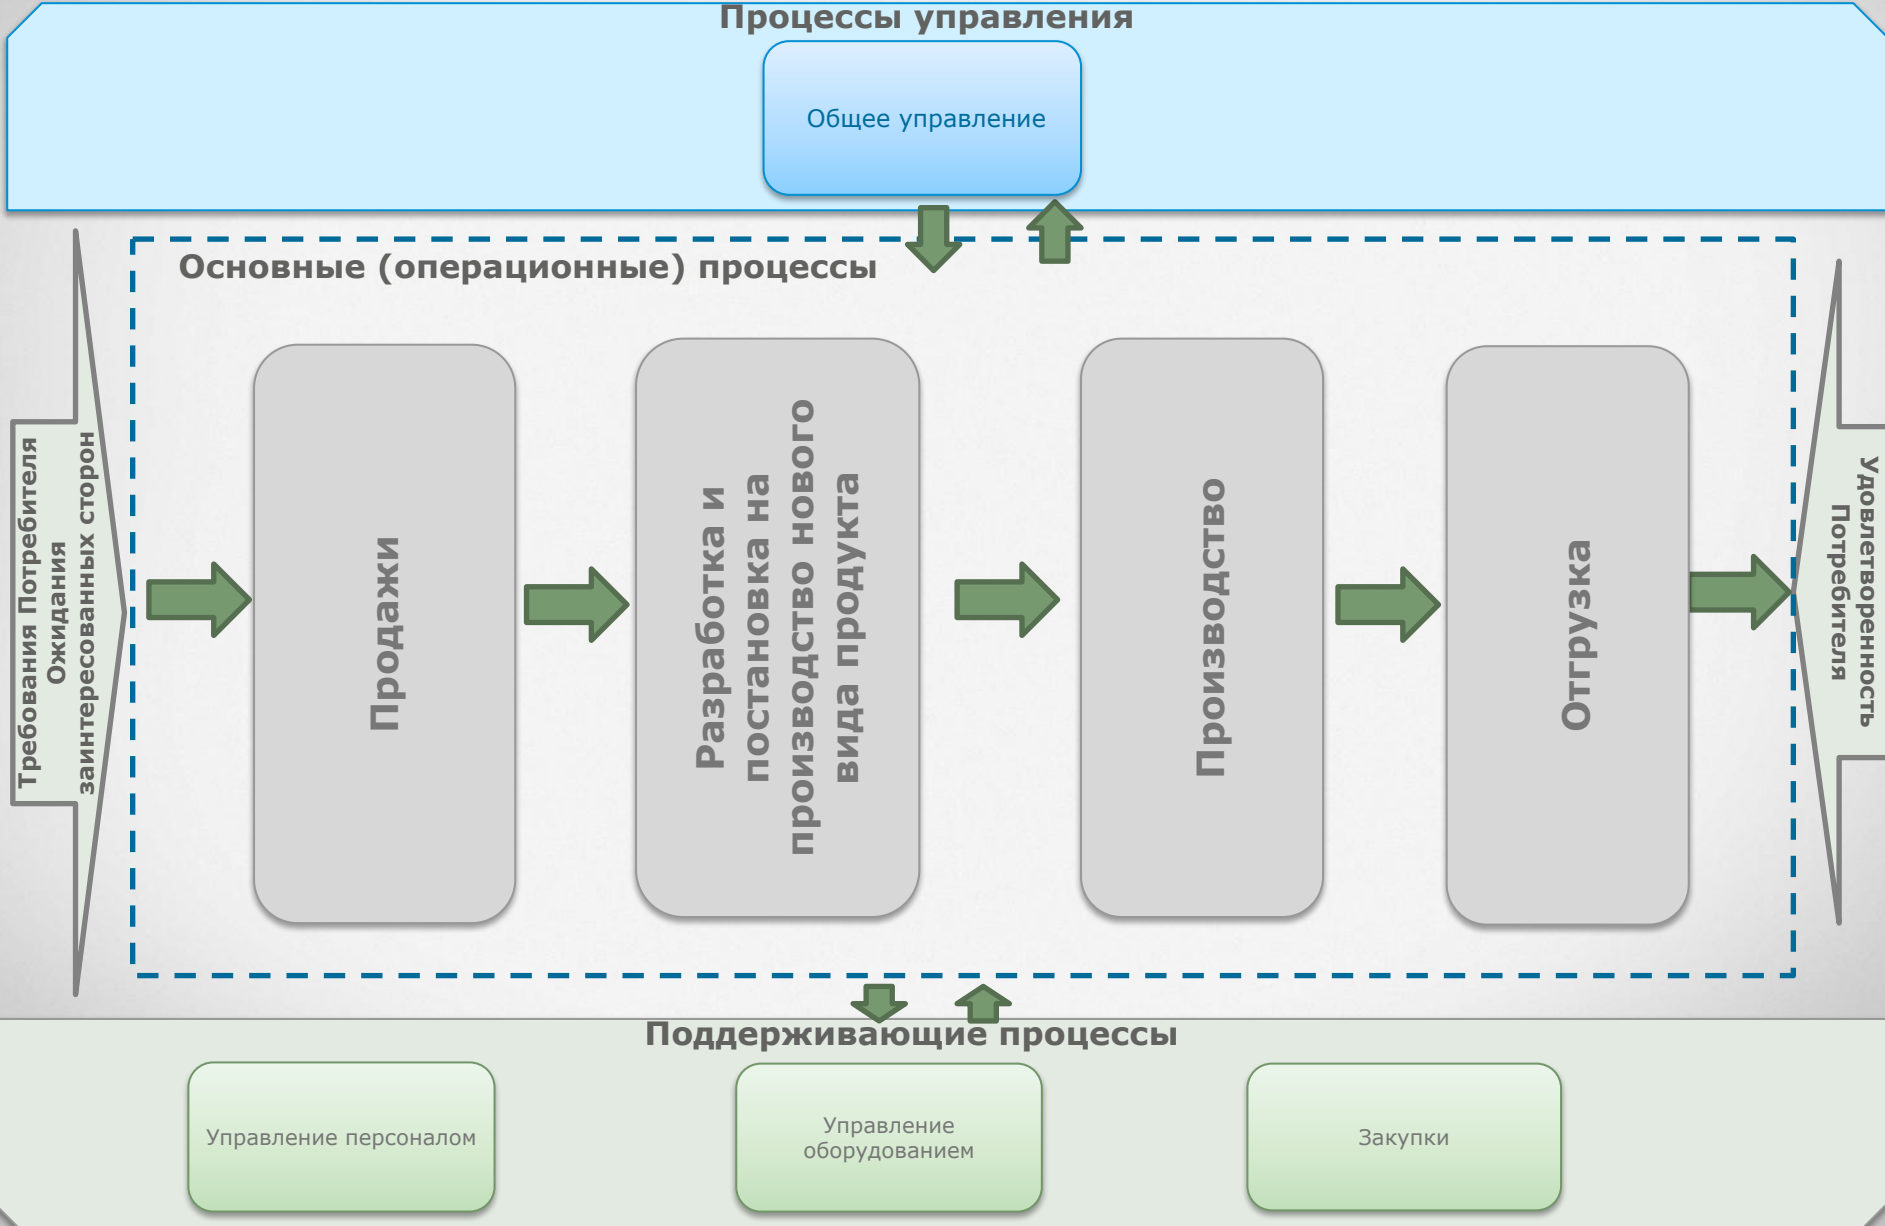 Процессы управления
Общее управление
Основные (операционные) процессы
Требования Потребителя
Ожидания
заинтересованных сторон
Продажи
Разработка и
постановка на
производство нового
вида продукта
Производство
Отгрузка
Удовлетворенность
Потребителя
Поддерживающие процессы
Управление персоналом
Управление
оборудованием
Закупки